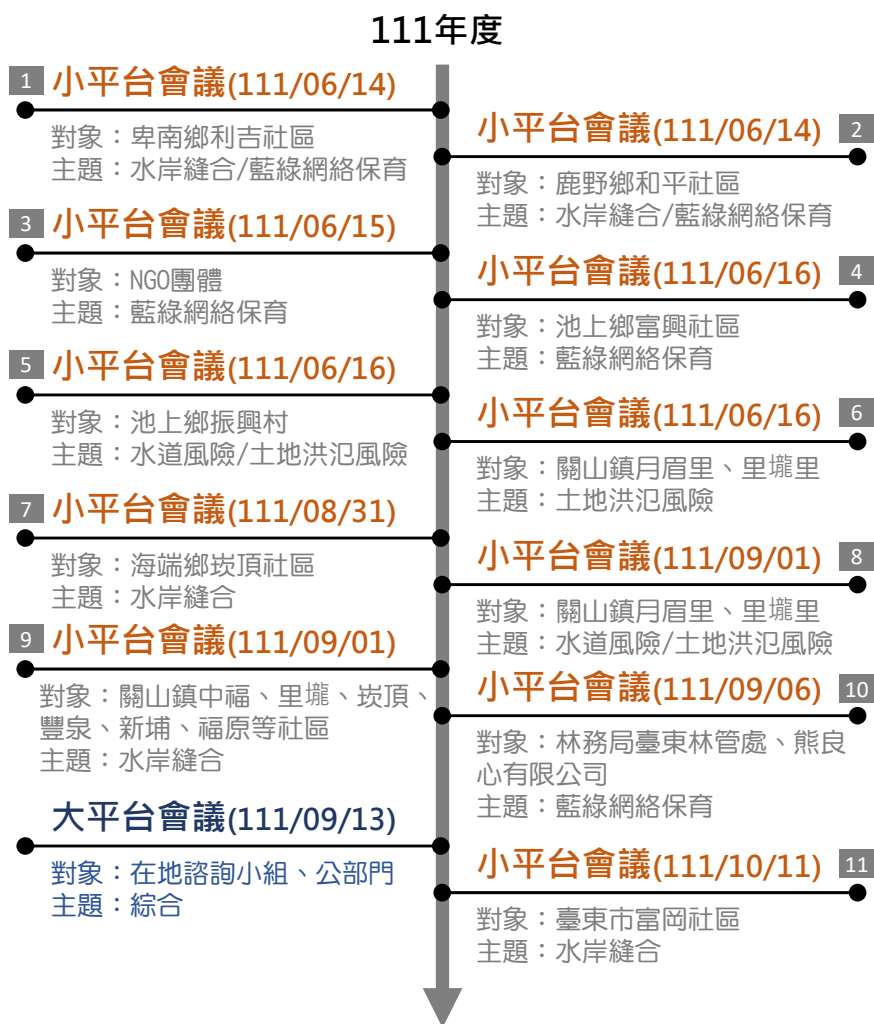 111年度
1 小平台會議(111/06/14)
對象：卑南鄉利吉社區
主題：水岸縫合/藍綠網絡保育
小平台會議(111/06/14) 2
對象：鹿野鄉和平社區
主題：水岸縫合/藍綠網絡保育
3 小平台會議(111/06/15)
對象：NGO團體
主題：藍綠網絡保育
小平台會議(111/06/16) 4
對象：池上鄉富興社區
主題：藍綠網絡保育
5 小平台會議(111/06/16)
對象：池上鄉振興村
主題：水道風險/土地洪氾風險
小平台會議(111/06/16) 6
對象：關山鎮月眉里、里壠里
主題：土地洪氾風險
7 小平台會議(111/08/31)
對象：海端鄉崁頂社區
主題：水岸縫合
小平台會議(111/09/01) 8
對象：關山鎮月眉里、里壠里
主題：水道風險/土地洪氾風險
9 小平台會議(111/09/01)
對象：關山鎮中福、里壠、崁頂、
豐泉、新埔、福原等社區
主題：水岸縫合
小平台會議(111/09/06) 10
對象：林務局臺東林管處、熊良
心有限公司
主題：藍綠網絡保育
大平台會議(111/09/13)
對象：在地諮詢小組、公部門
主題：綜合
小平台會議(111/10/11) 11
對象：臺東市富岡社區
主題：水岸縫合